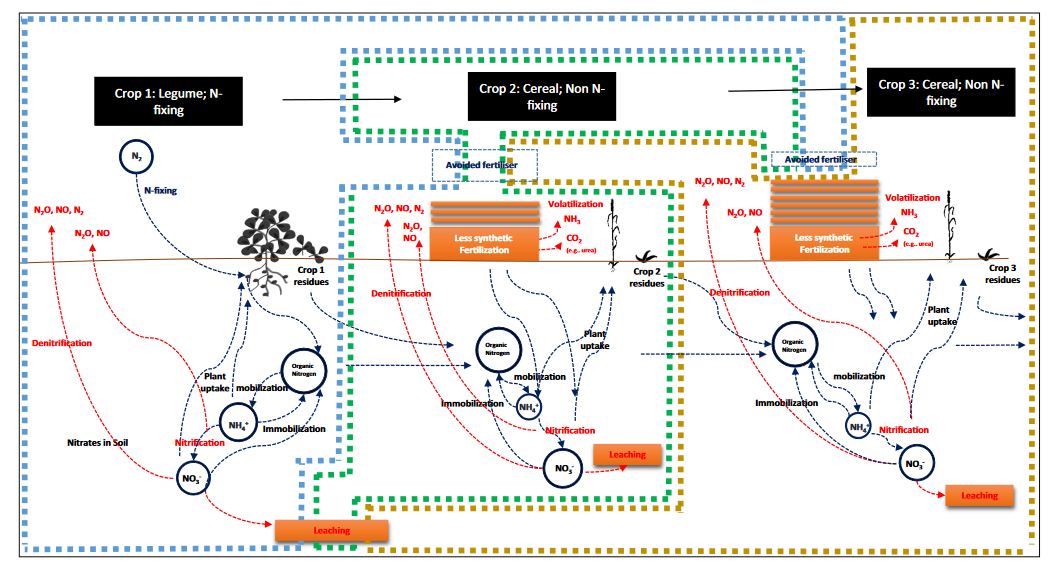 Crop 1: Legume; N-
fixing
Crop 2: Cereal; Non N-
fixing
Crop 3: Cereal; Non N-
fixing
N₂
N-fixing
N₂O, NO, N₂
N₂O, NO
Crop 1
residues
Denitrification
Plant
uptake
mobilization
Organic
Nitrogen
NH₄⁺
Immobilization
Nitrates in Soil
Nitrification
NO₃⁻
Leaching
Avoided fertiliser
N₂O, NO, N₂
N₂O,
NO
Volatilization
NH₃
CO₂
(e.g., urea)
Less synthetic
Fertilization
Crop 2
residues
Denitrification
Organic
Nitrogen
Plant
uptake
mobilization
Immobilization
NH₄⁺
Nitrification
NO₃⁻
Leaching
Avoided fertiliser
N₂O, NO, N₂
N₂O, NO
Volatilization
NH₃
CO₂
(e.g., urea)
Less synthetic
Fertilization
Crop 3
residues
Denitrification
Plant
uptake
Organic
Nitrogen
mobilization
Immobilization
NH₄⁺
Nitrification
NO₃⁻
Leaching